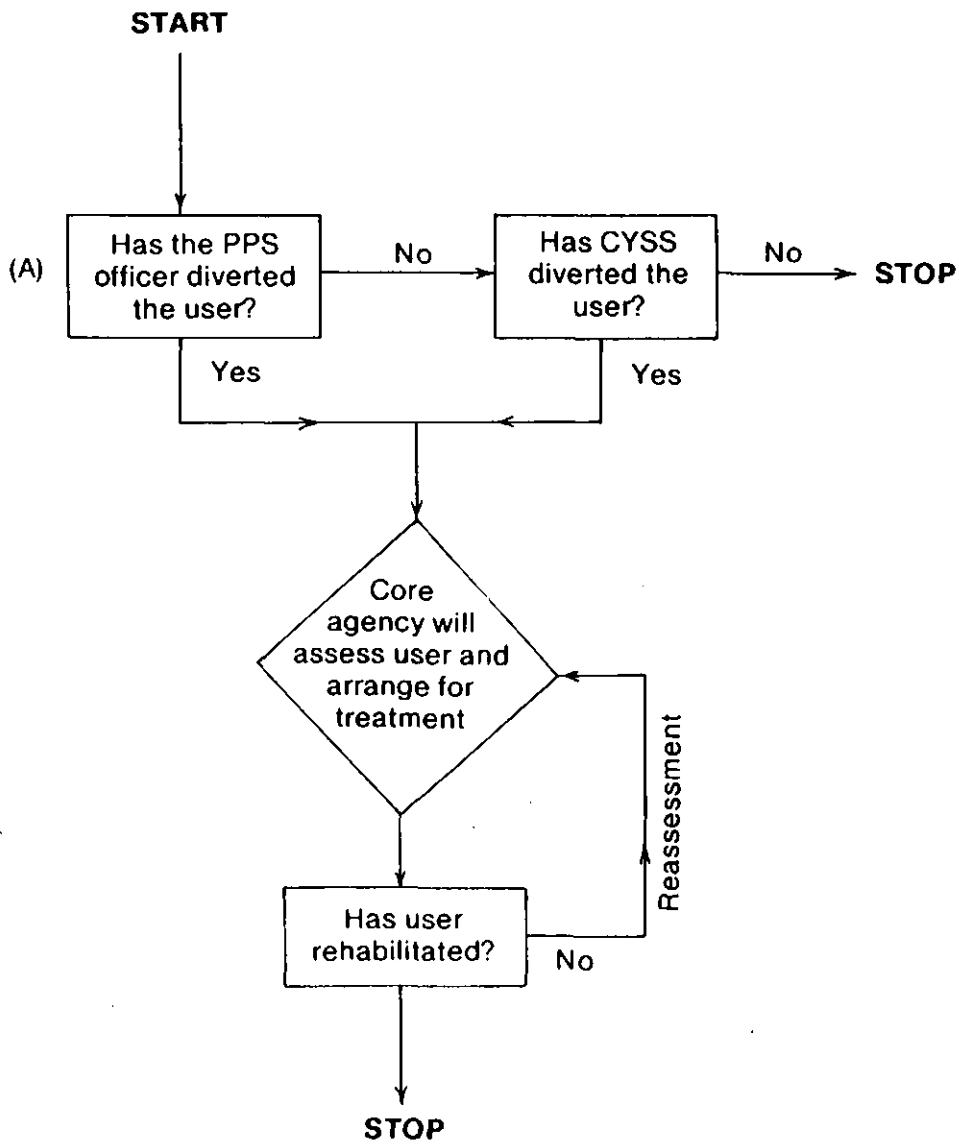 START
(A)
Has the PPS
officer diverted
the user?
No
Has CYSS
diverted the
user?
No
STOP
Yes
Yes
Core
agency will
assess user and
arrange for
treatment
Reassessment
Has user
rehabilitated?
No
STOP